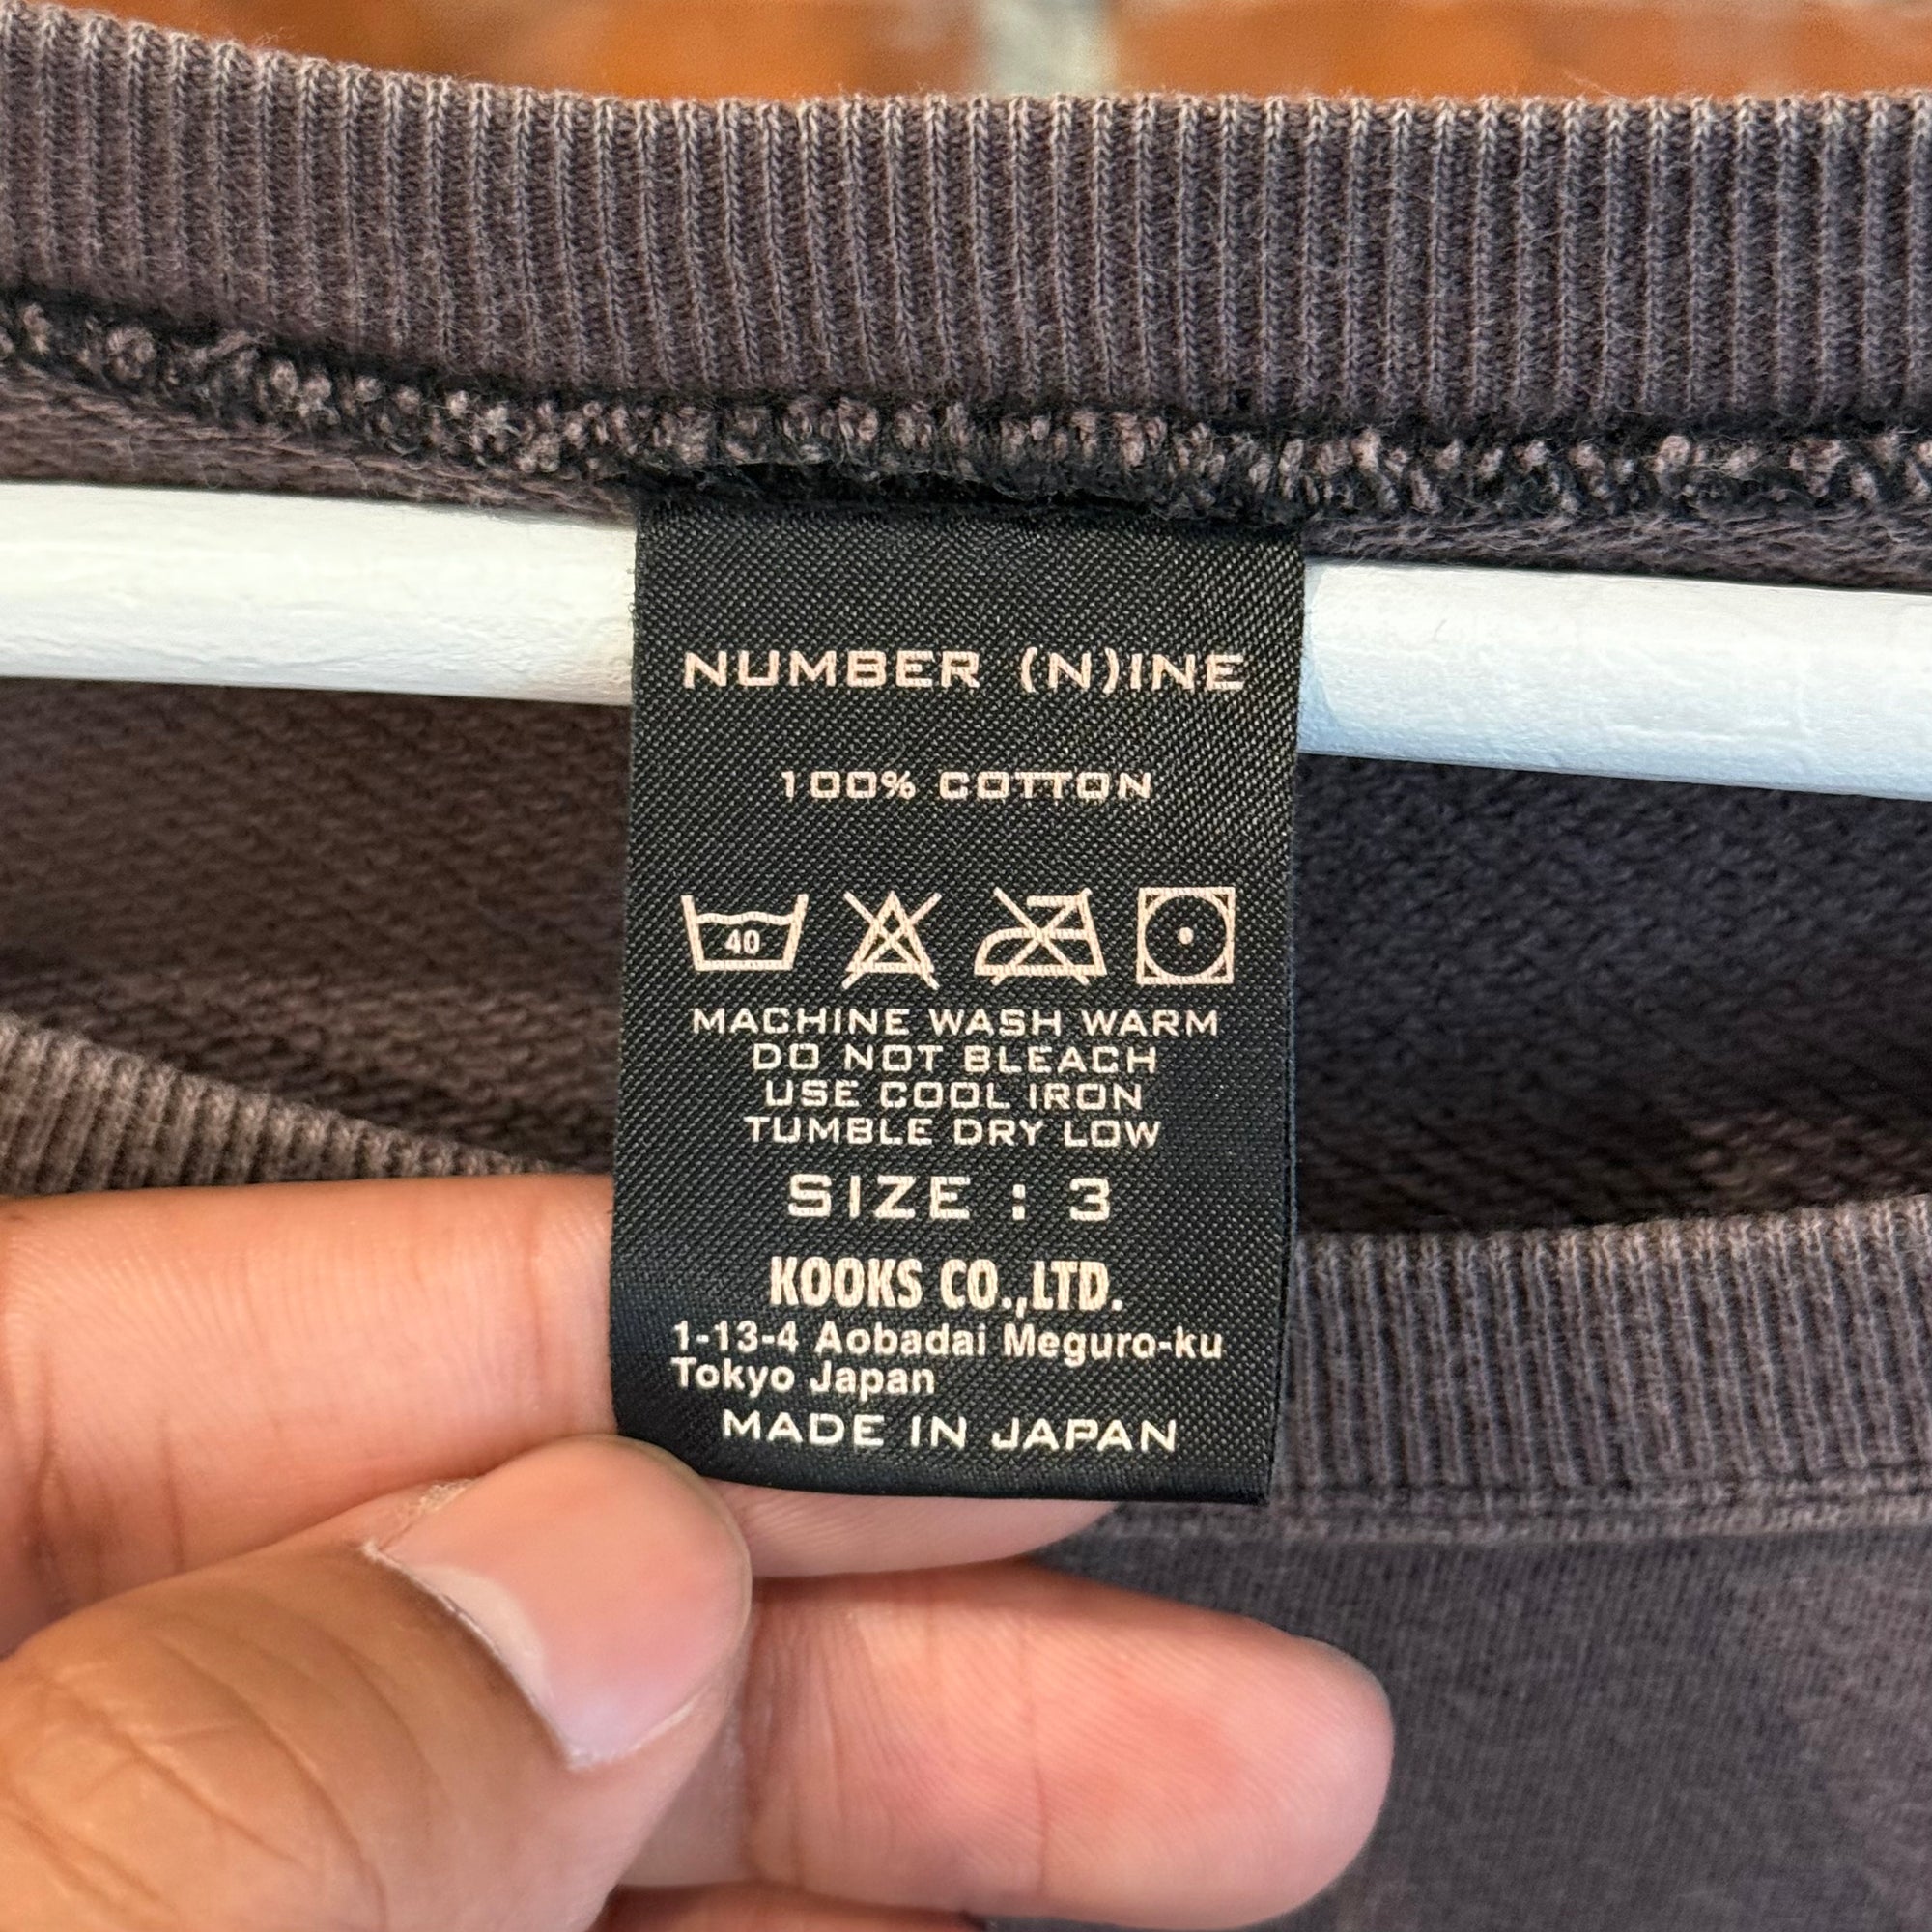 NUMBER (N)INE
100% COTTON
40
MACHINE WASH WARM
DO NOT BLEACH
USE COOL IRON
TUMBLE DRY LOW
SIZE : 3
KOOKS CO.,LTD.
1-13-4 Aobadai Meguro-ku
Tokyo Japan
MADE IN JAPAN